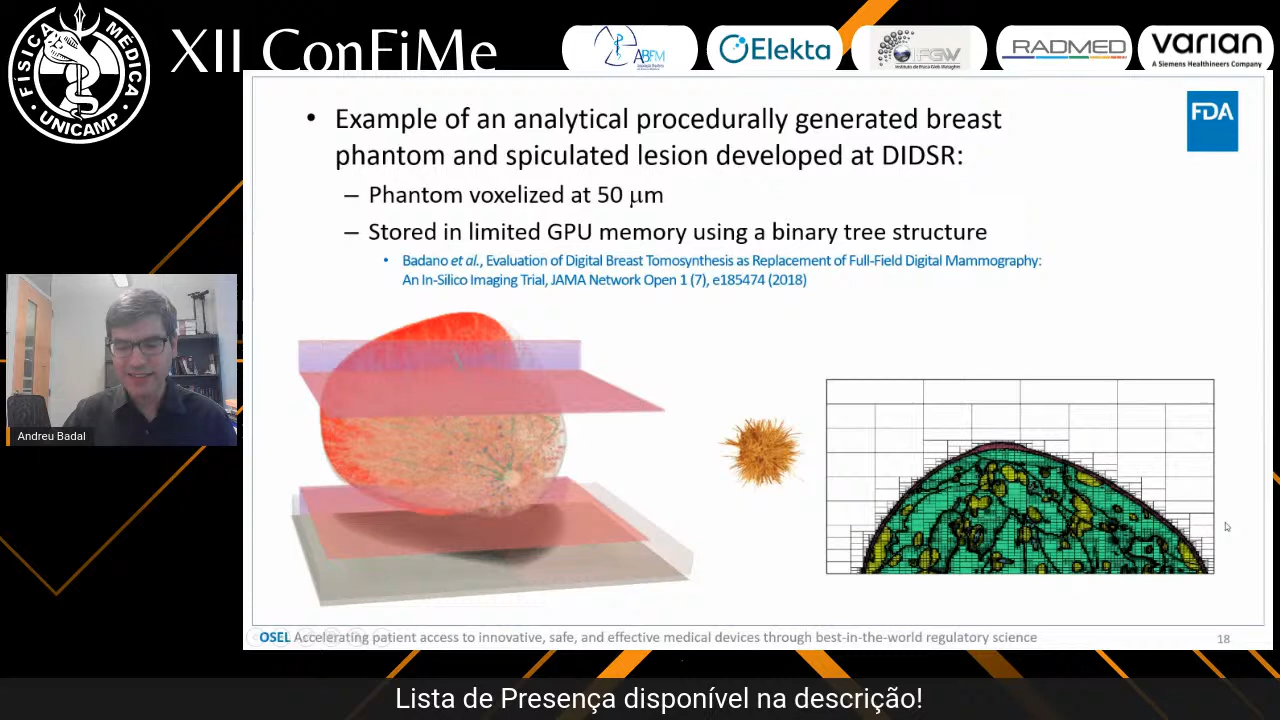 FÍSICA MÉDICA
· UNICAMP ·
XII ConFiMe
ABFM
Elekta
IFGW
RADMED
varian
A Siemens Healthineers Company
FDA
• Example of an analytical procedurally generated breast
phantom and spiculated lesion developed at DIDSR:
– Phantom voxelized at 50 μm
– Stored in limited GPU memory using a binary tree structure
• Badano et al., Evaluation of Digital Breast Tomosynthesis as Replacement of Full-Field Digital Mammography:
An In-Silico Imaging Trial, JAMA Network Open 1 (7), e185474 (2018)
Andreu Badal
OSEL Accelerating patient access to innovative, safe, and effective medical devices through best-in-the-world regulatory science
18
Lista de Presença disponível na descrição!